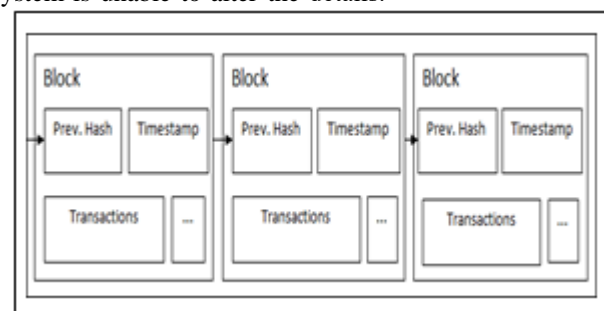 ystem is unable to alter the details.
Block Block Block
Prev. Hash Timestamp Prev. Hash Timestamp Prev. Hash Timestamp
Transactions ... Transactions ... Transactions ...